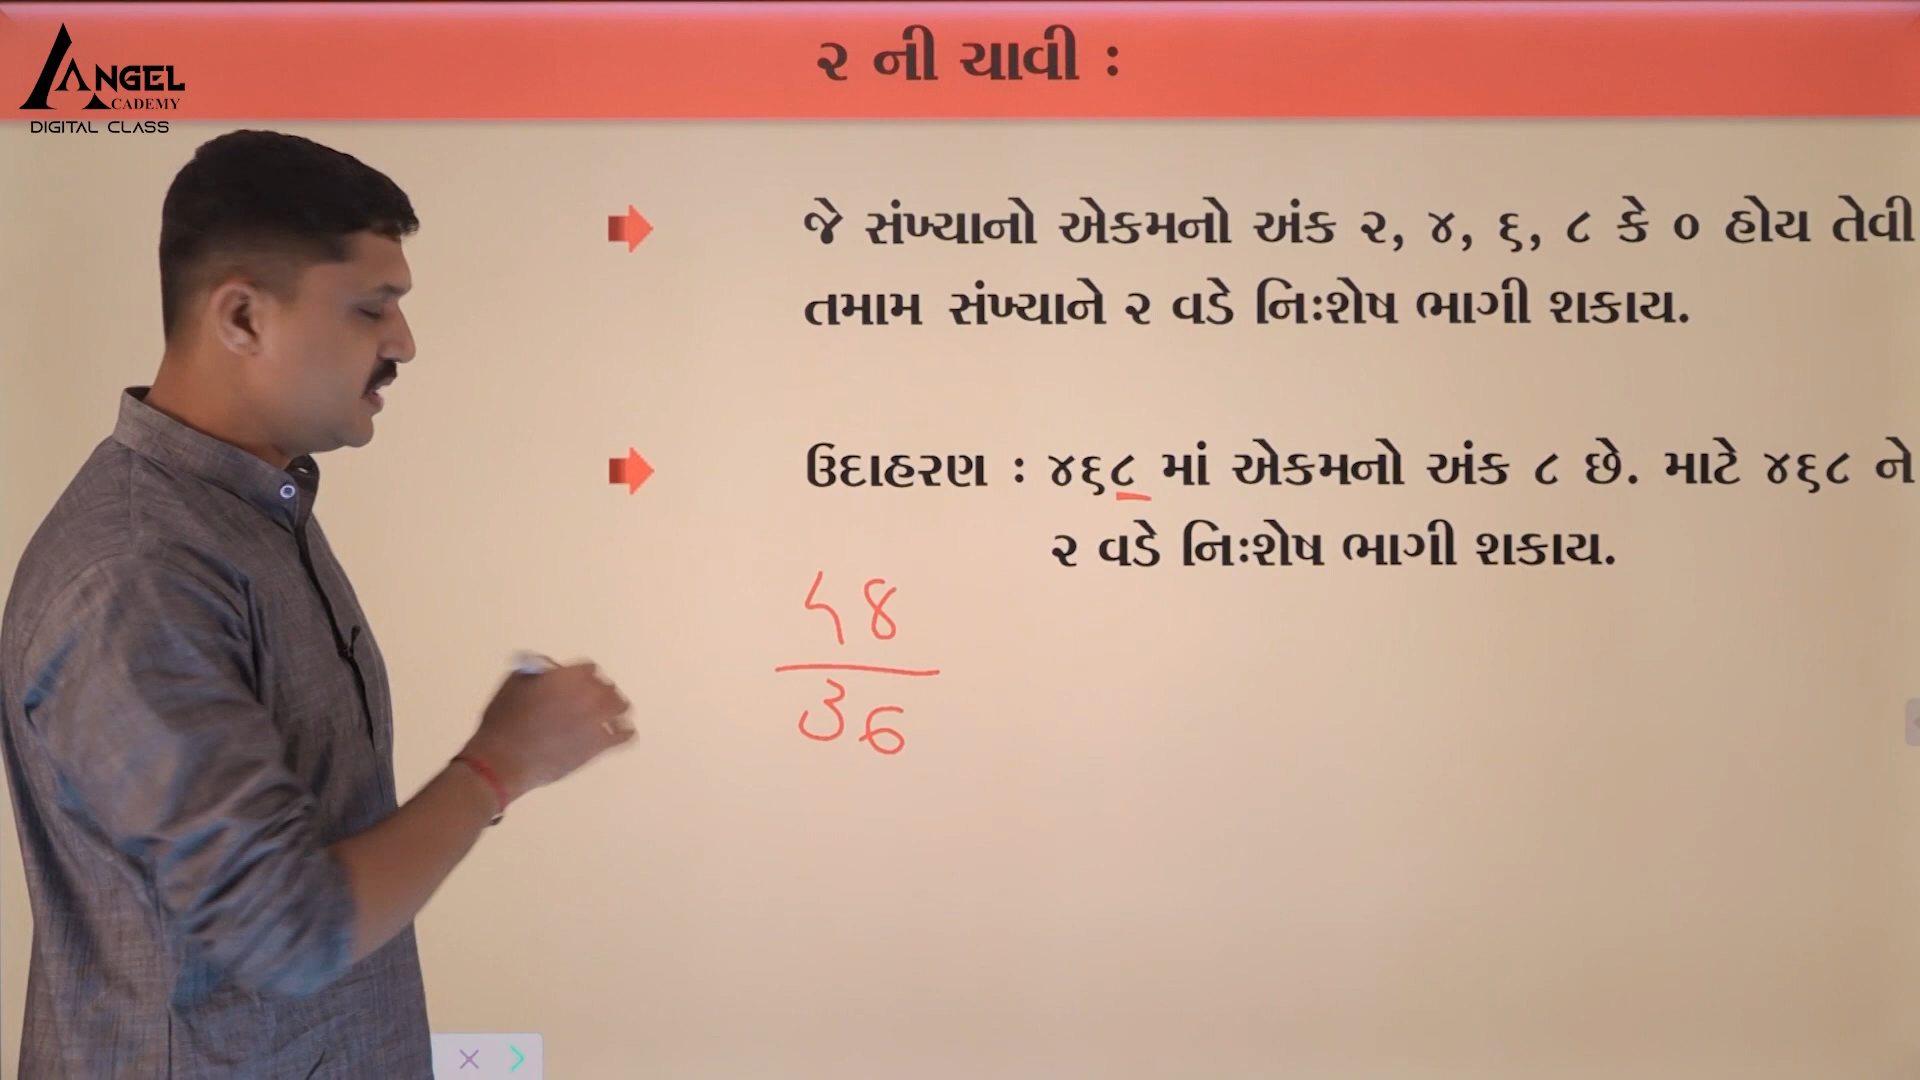 ANGEL
ACADEMY
DIGITAL CLASS
૨ ની ચાવી :
જે સંખ્યાનો એકમનો અંક ૨, ૪, ૬, ૮ કે ૦ હોય તેવી
તમામ સંખ્યાને ૨ વડે નિઃશેષ ભાગી શકાય.
ઉદાહરણ : ૪૬૮ માં એકમનો અંક ૮ છે. માટે ૪૬૮ ને
૨ વડે નિઃશેષ ભાગી શકાય.
36